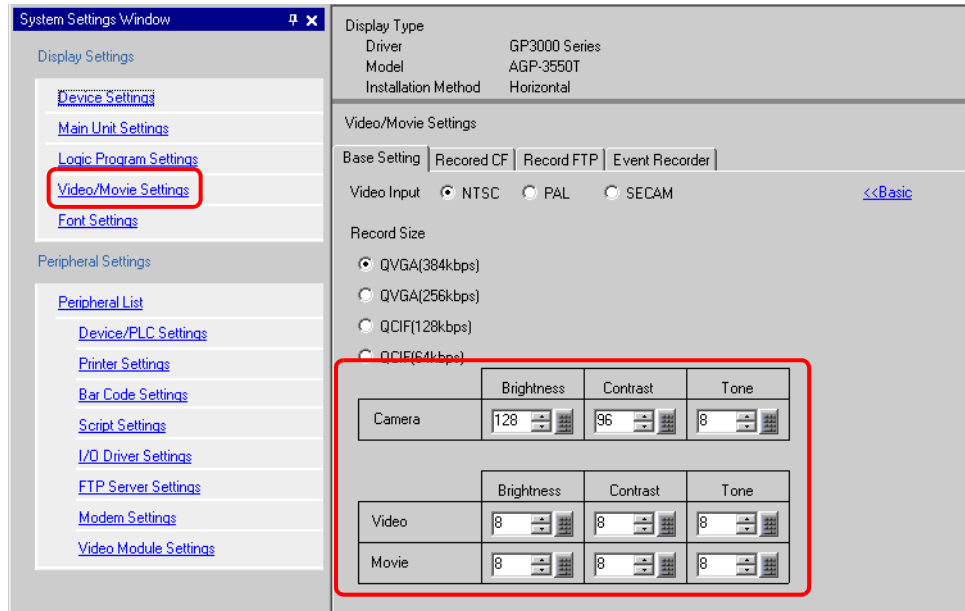 System Settings Window
Display Settings
Device Settings
Main Unit Settings
Logic Program Settings
Video/Movie Settings
Font Settings
Peripheral Settings
Peripheral List
Device/PLC Settings
Printer Settings
Bar Code Settings
Script Settings
I/O Driver Settings
FTP Server Settings
Modem Settings
Video Module Settings
Display Type
Driver GP3000 Series
Model AGP-3550T
Installation Method Horizontal
Video/Movie Settings
Base Setting Recored CF Record FTP Event Recorder
Video Input NTSC PAL SECAM <<Basic
Record Size
QVGA(384kbps)
QVGA(256kbps)
QCIF(128kbps)
QCIF(64kbps)
Brightness Contrast Tone
Camera 128 96 8
Brightness Contrast Tone
Video 8 8 8
Movie 8 8 8